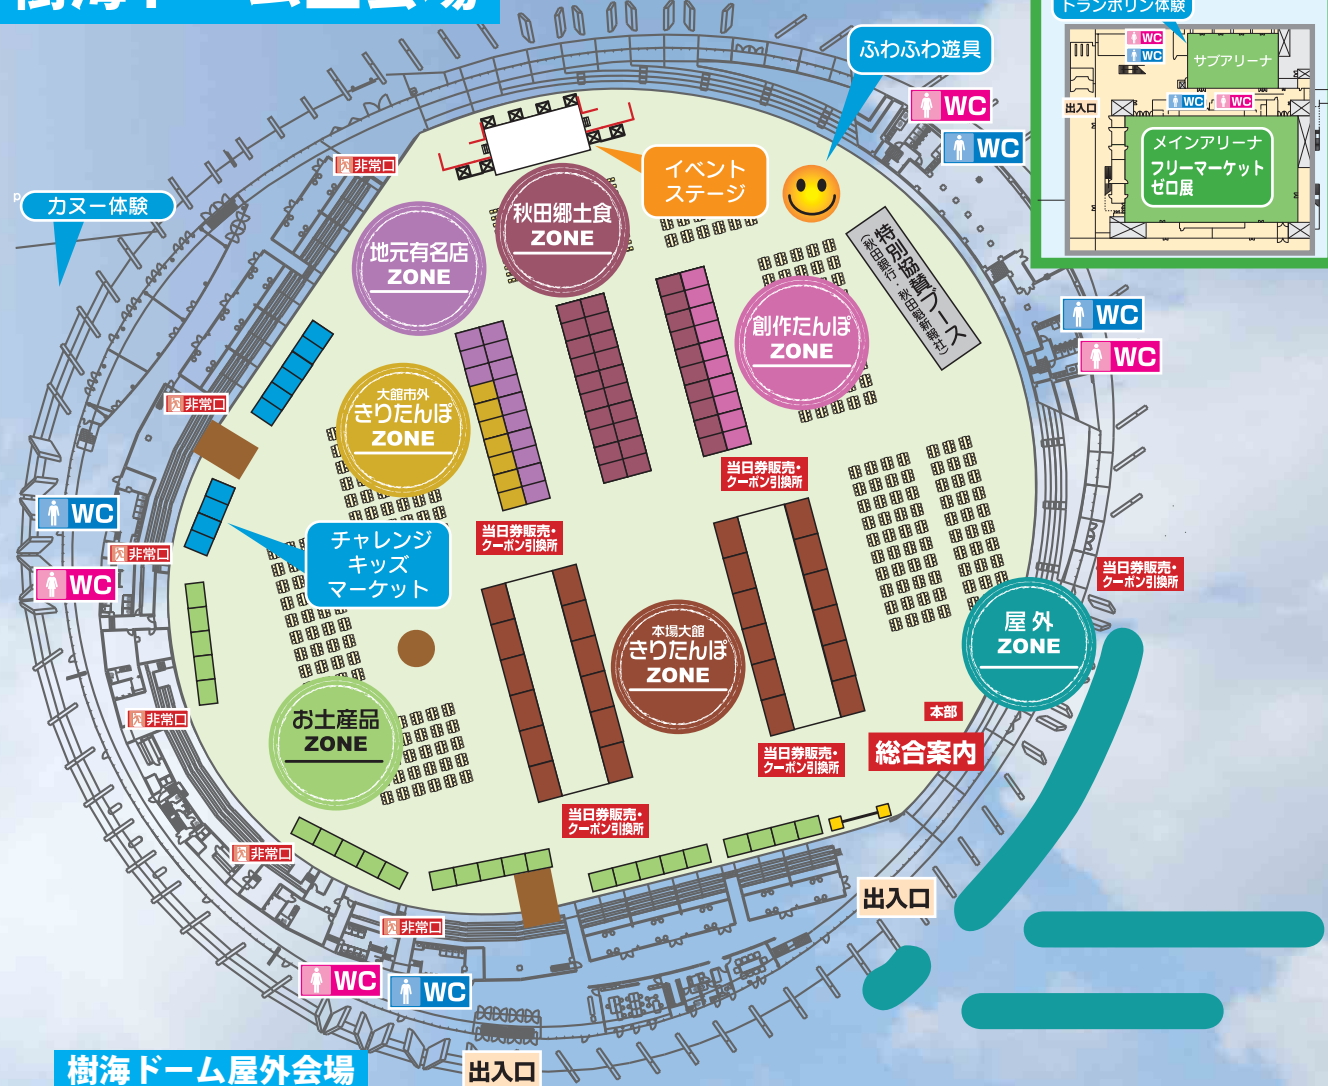 トランポリン体験
WC
WC
サブアリーナ
WC
WC
出入口
メインアリーナ
フリーマーケット
ゼロ展
ふわふわ遊具
WC
WC
イベント
ステージ
非常口
カヌー体験
秋田郷土食
ZONE
地元有名店
ZONE
特別協賛ブース
(秋田銀行・秋田魁新報社)
創作たんぽ
ZONE
WC
WC
大館市外
きりたんぽ
ZONE
非常口
当日券販売・
クーポン引換所
WC
当日券販売・
クーポン引換所
チャレンジ
キッズ
マーケット
非常口
WC
当日券販売・
クーポン引換所
屋外
ZONE
本場大館
きりたんぽ
ZONE
お土産品
ZONE
非常口
本部
総合案内
当日券販売・
クーポン引換所
当日券販売・
クーポン引換所
非常口
出入口
非常口
WC
WC
樹海ドーム屋外会場
出入口